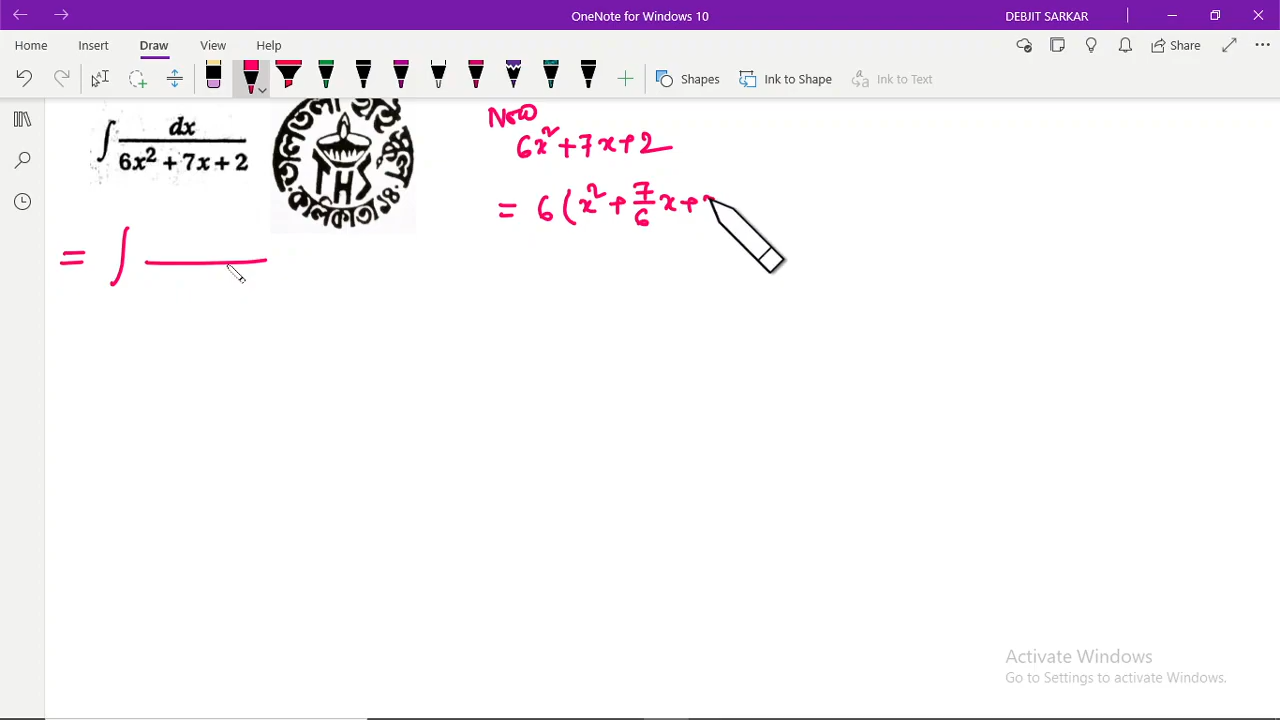 OneNote for Windows 10
DEBJIT SARKAR
Home Insert Draw View Help
Share
Shapes Ink to Shape Ink to Text
∫ dx / 6x² + 7x + 2
THS
Now
6x² + 7x + 2
= 6(x² + 7/6 x +
= ∫
Activate Windows
Go to Settings to activate Windows.